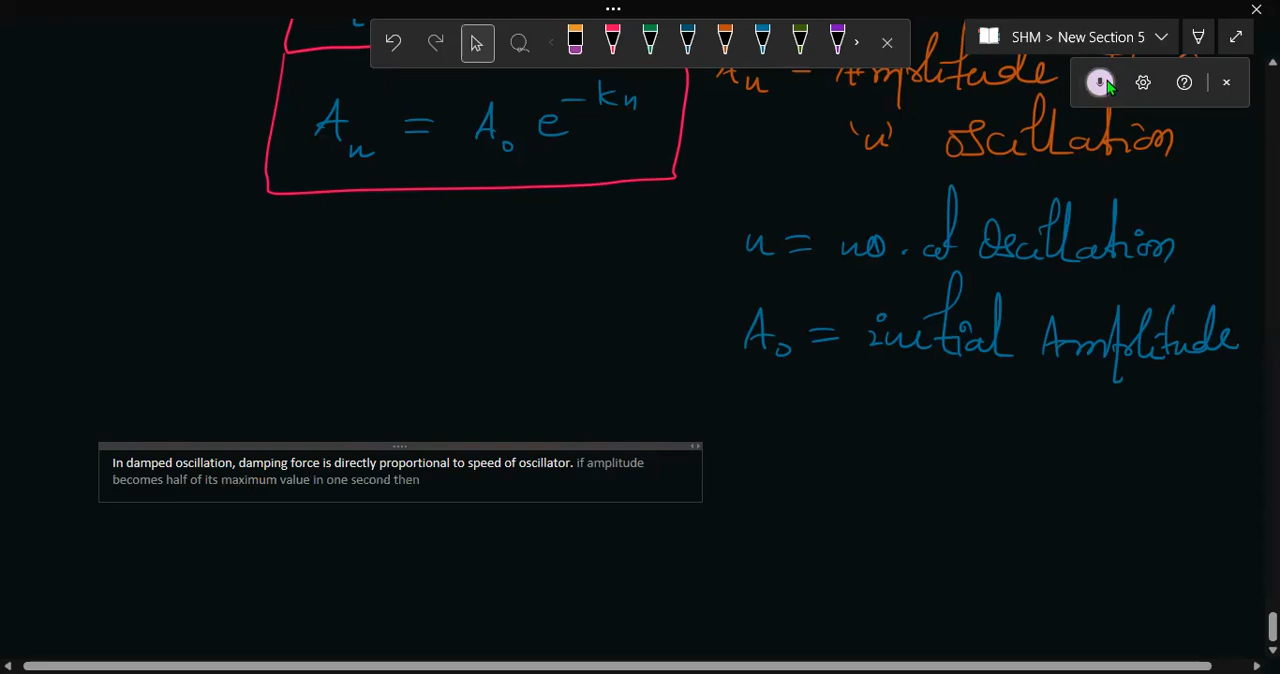 SHM > New Section 5
An = Amplitude
An = A₀ e^-kn
'n' oscillation
n = no. of Oscillation
A₀ = initial Amplitude
In damped oscillation, damping force is directly proportional to speed of oscillator. if amplitude
becomes half of its maximum value in one second then